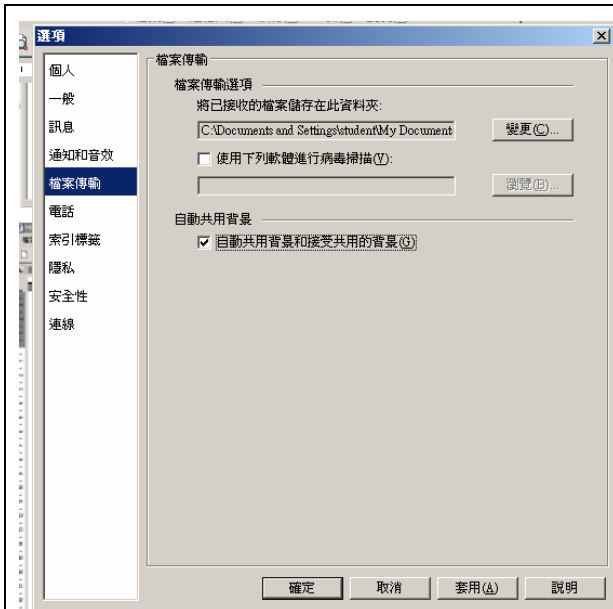 選項
個人
一般
訊息
通知和音效
檔案傳輸
電話
索引標籤
隱私
安全性
連線
檔案傳輸
檔案傳輸選項
將已接收的檔案儲存在此資料夾:
C:\Documents and Settings\student\My Document
變更(C)...
使用下列軟體進行病毒掃描(V):
瀏覽(B)...
自動共用背景
自動共用背景和接受共用的背景(G)
確定
取消
套用(A)
説明